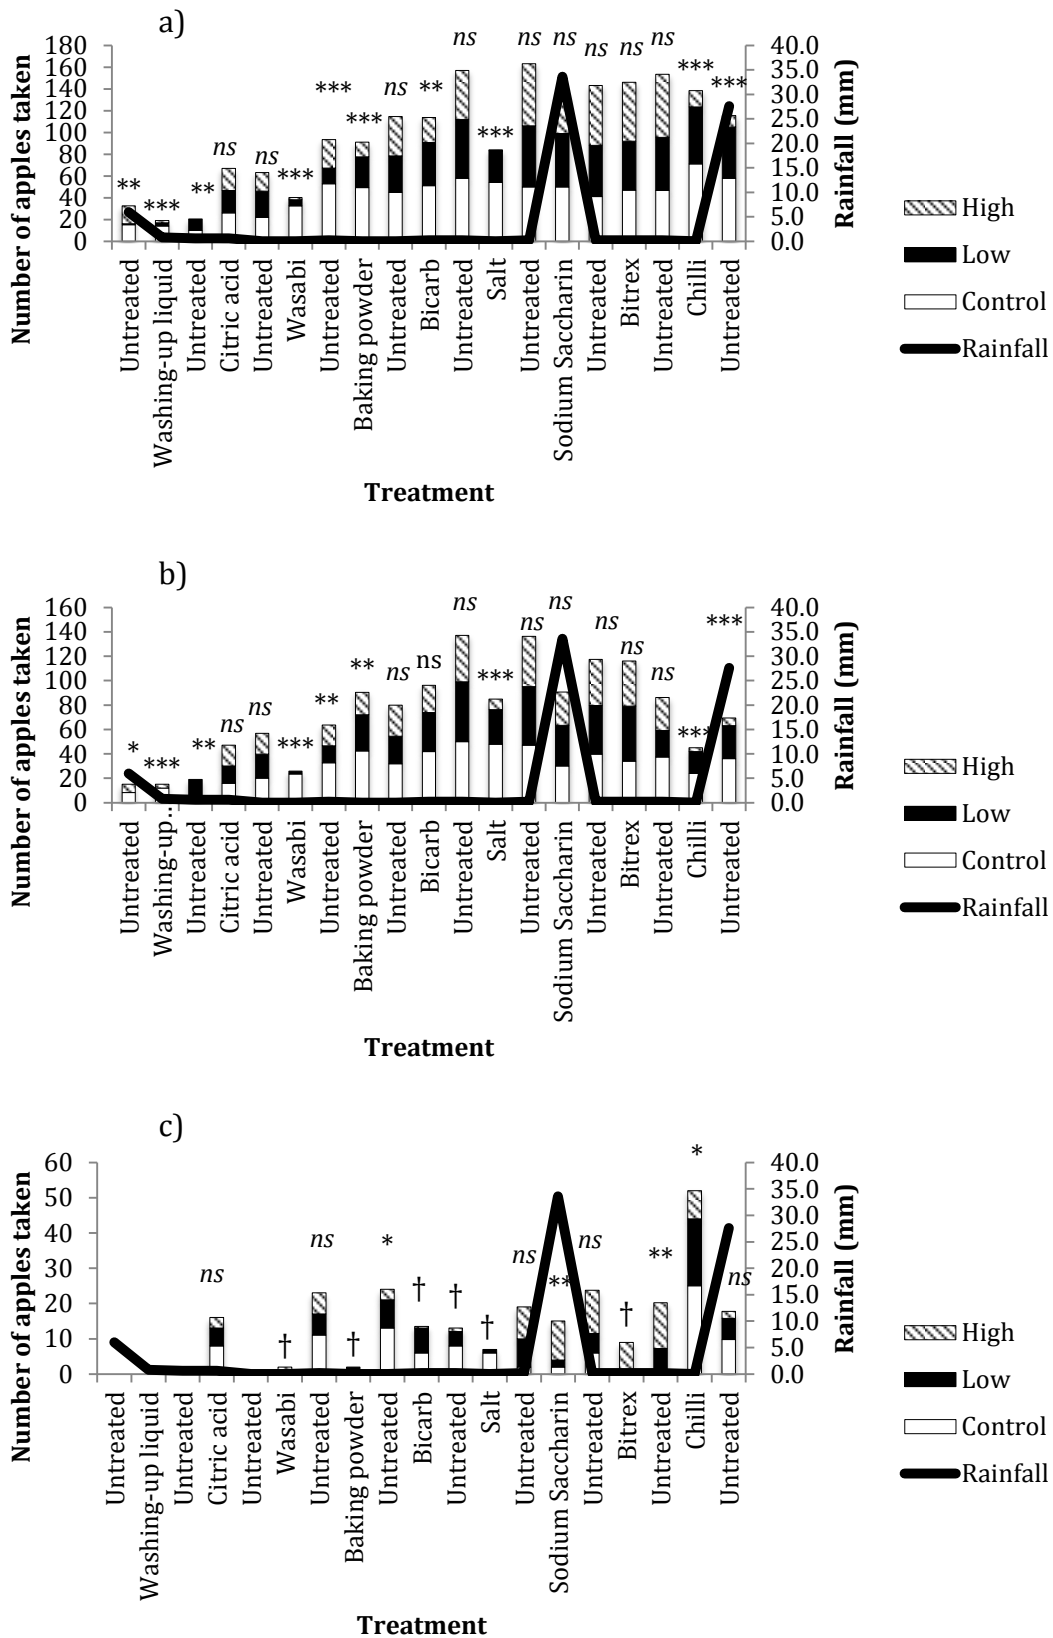 a)
Number of apples taken
180
160
140
120
100
80
60
40
20
0
** *** ** ns ns *** *** *** ns ** ns *** ns ns ns ns ns *** ***
40.0
35.0
30.0
25.0
20.0
15.0
10.0
5.0
0.0
Rainfall (mm)
High
Low
Control
Rainfall
Untreated
Washing-up liquid
Untreated
Citric acid
Untreated
Wasabi
Untreated
Baking powder
Untreated
Bicarb
Untreated
Salt
Untreated
Sodium Saccharin
Untreated
Bitrex
Untreated
Chilli
Untreated
Treatment
b)
Number of apples taken
160
140
120
100
80
60
40
20
0
* *** ** ns ns *** ** ** ns ns ns *** ns ns ns ns ns *** ***
40.0
35.0
30.0
25.0
20.0
15.0
10.0
5.0
0.0
Rainfall (mm)
High
Low
Control
Rainfall
Untreated
Washing-up..
Untreated
Citric acid
Untreated
Wasabi
Untreated
Baking powder
Untreated
Bicarb
Untreated
Salt
Untreated
Sodium Saccharin
Untreated
Bitrex
Untreated
Chilli
Untreated
Treatment
c)
Number of apples taken
60
50
40
30
20
10
0
ns † ns † * † † † ns ** ns † ** * ns
40.0
35.0
30.0
25.0
20.0
15.0
10.0
5.0
0.0
Rainfall (mm)
High
Low
Control
Rainfall
Untreated
Washing-up liquid
Untreated
Citric acid
Untreated
Wasabi
Untreated
Baking powder
Untreated
Bicarb
Untreated
Salt
Untreated
Sodium Saccharin
Untreated
Bitrex
Untreated
Chilli
Untreated
Treatment